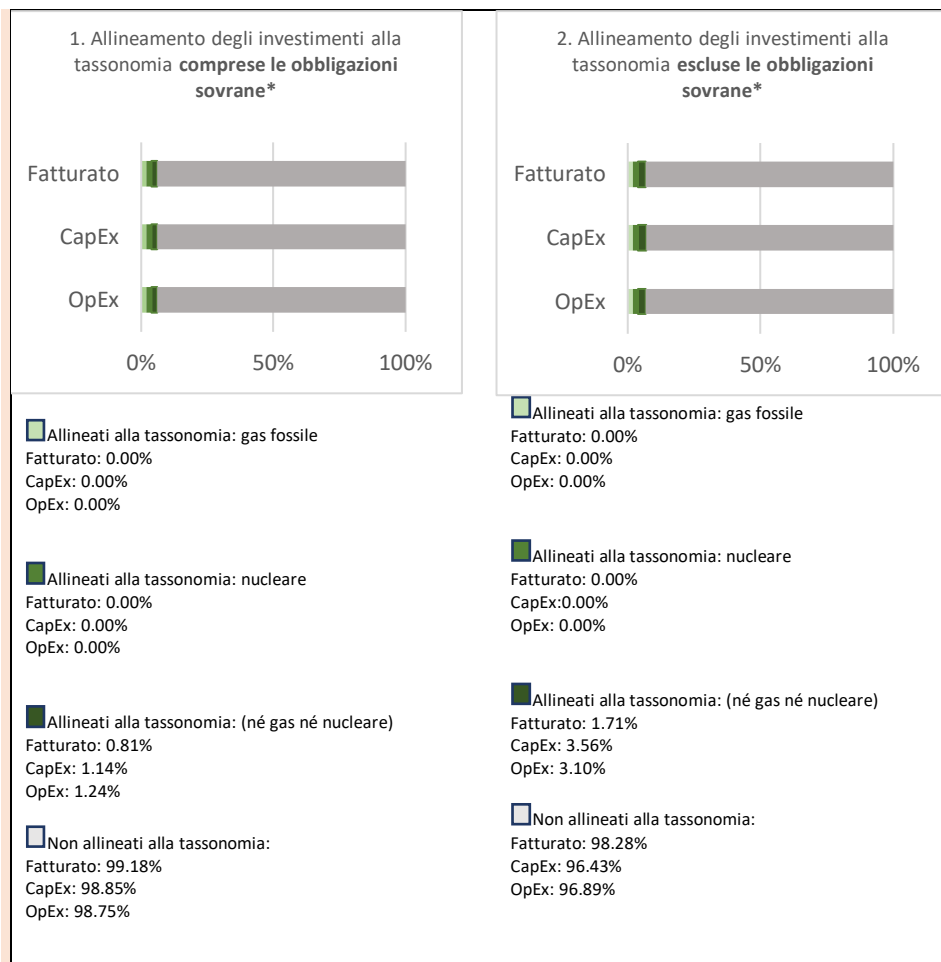 1. Allineamento degli investimenti alla
tassonomia comprese le obbligazioni
sovrane*
Fatturato
CapEx
OpEx
0%
50%
100%
Allineati alla tassonomia: gas fossile
Fatturato: 0.00%
CapEx: 0.00%
OpEx: 0.00%
Allineati alla tassonomia: nucleare
Fatturato: 0.00%
CapEx: 0.00%
OpEx: 0.00%
Allineati alla tassonomia: (né gas né nucleare)
Fatturato: 0.81%
CapEx: 1.14%
OpEx: 1.24%
Non allineati alla tassonomia:
Fatturato: 99.18%
CapEx: 98.85%
OpEx: 98.75%
2. Allineamento degli investimenti alla
tassonomia escluse le obbligazioni
sovrane*
Fatturato
CapEx
OpEx
0%
50%
100%
Allineati alla tassonomia: gas fossile
Fatturato: 0.00%
CapEx: 0.00%
OpEx: 0.00%
Allineati alla tassonomia: nucleare
Fatturato: 0.00%
CapEx:0.00%
OpEx: 0.00%
Allineati alla tassonomia: (né gas né nucleare)
Fatturato: 1.71%
CapEx: 3.56%
OpEx: 3.10%
Non allineati alla tassonomia:
Fatturato: 98.28%
CapEx: 96.43%
OpEx: 96.89%